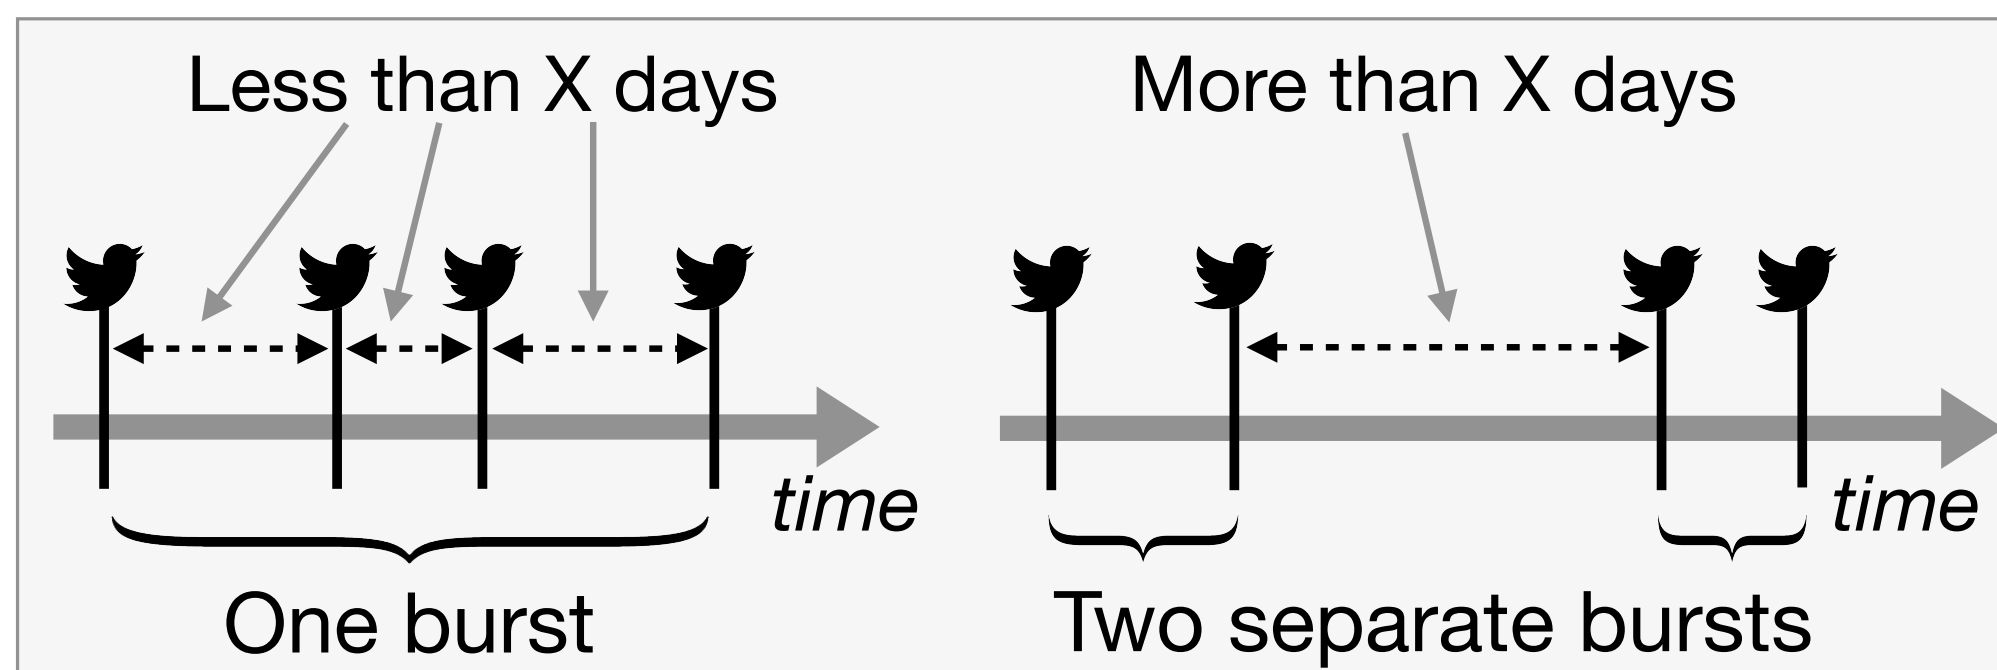 Less than X days
More than X days
time
time
One burst
Two separate bursts